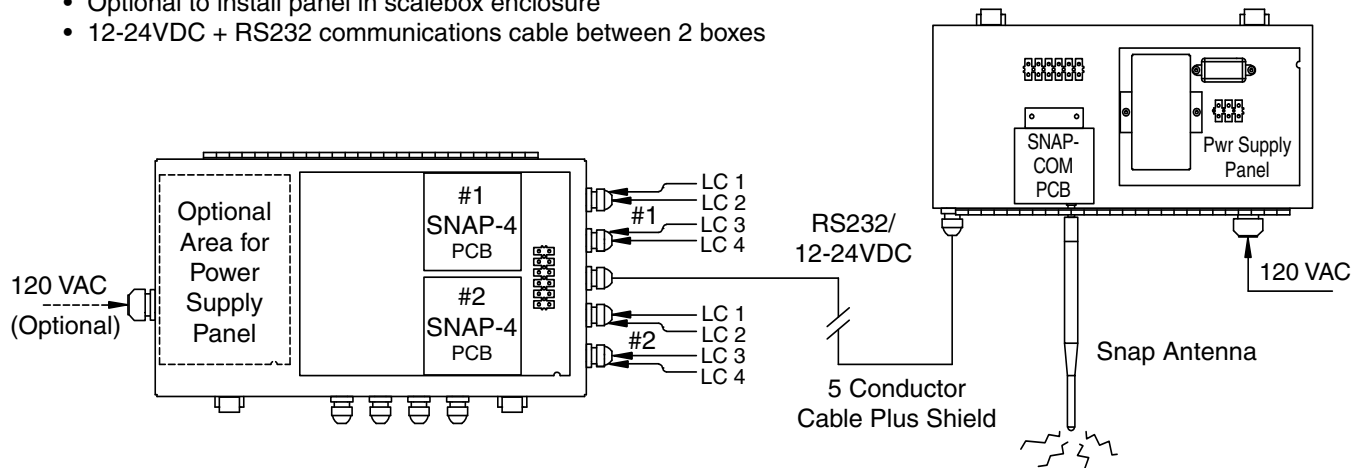 • Optional to install panel in scalebox enclosure
• 12-24VDC + RS232 communications cable between 2 boxes
120 VAC
(Optional)
Optional
Area for
Power
Supply
Panel
#1
SNAP-4
PCB
#2
SNAP-4
PCB
LC 1
LC 2
#1
LC 3
LC 4
LC 1
LC 2
#2
LC 3
LC 4
RS232/
12-24VDC
5 Conductor
Cable Plus Shield
SNAP-
COM
PCB
Pwr Supply
Panel
120 VAC
Snap Antenna